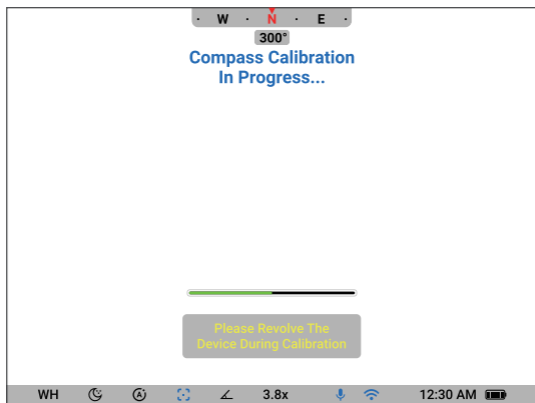 · W · N · E ·
300°
Compass Calibration
In Progress...
Please Revolve The
Device During Calibration
WH 3.8x 12:30 AM